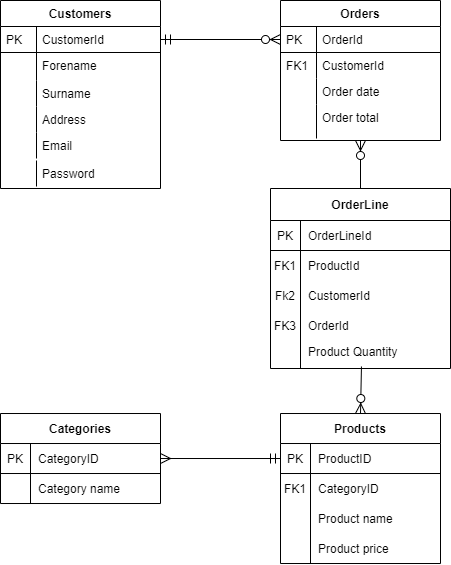 Customers
PK CustomerId
Forename
Surname
Address
Email
Password
Orders
PK OrderId
FK1 CustomerId
Order date
Order total
OrderLine
PK OrderLineId
FK1 ProductId
Fk2 CustomerId
FK3 OrderId
Product Quantity
Categories
PK CategoryID
Category name
Products
PK ProductID
FK1 CategoryID
Product name
Product price